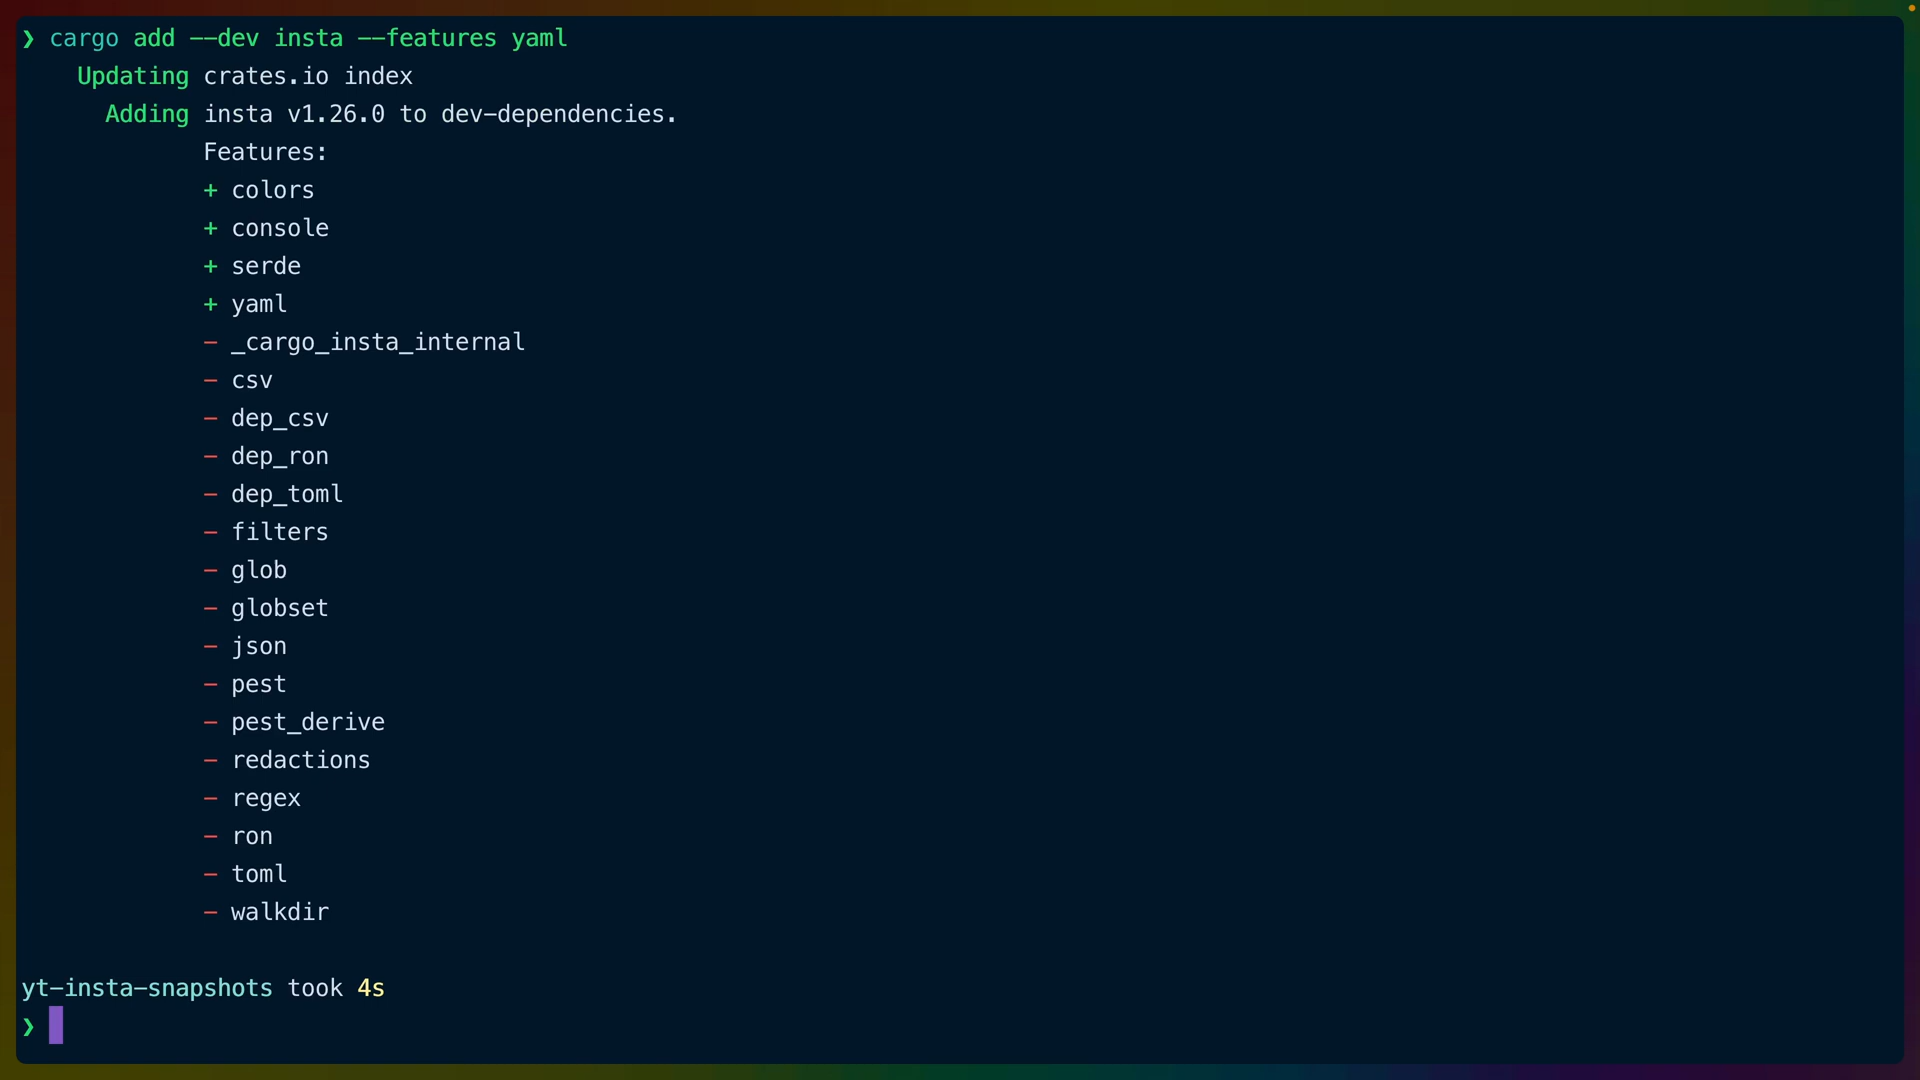 ❯ cargo add --dev insta --features yaml
    Updating crates.io index
      Adding insta v1.26.0 to dev-dependencies.
             Features:
             + colors
             + console
             + serde
             + yaml
             - _cargo_insta_internal
             - csv
             - dep_csv
             - dep_ron
             - dep_toml
             - filters
             - glob
             - globset
             - json
             - pest
             - pest_derive
             - redactions
             - regex
             - ron
             - toml
             - walkdir
yt-insta-snapshots took 4s
❯